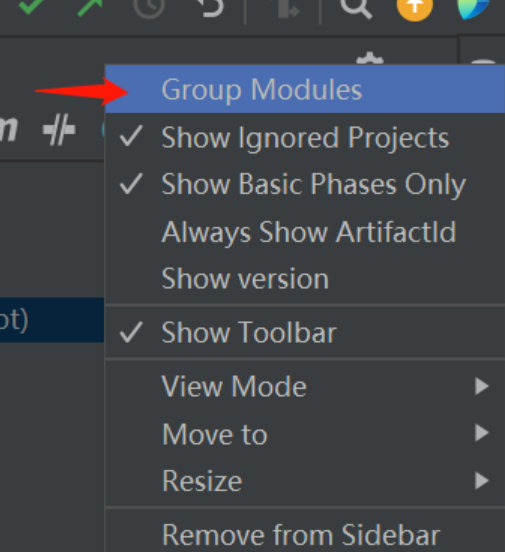 m
Group Modules
Show Ignored Projects
Show Basic Phases Only
Always Show ArtifactId
Show version
ot)
Show Toolbar
View Mode
Move to
Resize
Remove from Sidebar